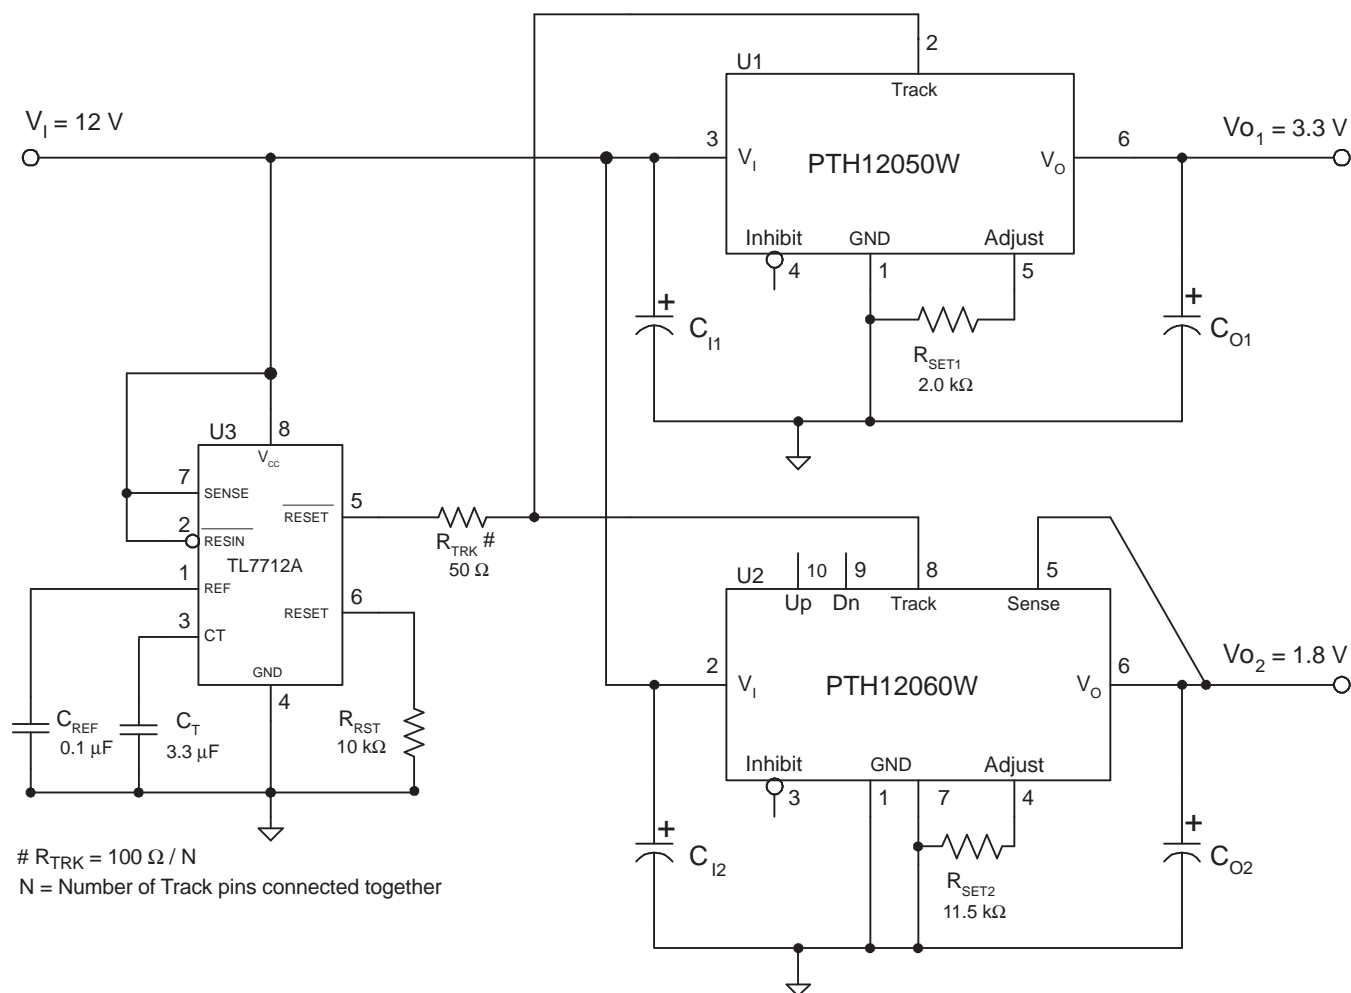 2
U1
Track
V_I = 12 V
3
V_I
PTH12050W
V_O
6
Vo_1 = 3.3 V
Inhibit
GND
Adjust
4
1
5
+
C_I1
R_SET1
2.0 kΩ
+
C_O1
U3
8
V_CC
7
SENSE
2
RESIN
TL7712A
1
REF
3
CT
RESET
5
RESET
6
GND
4
R_TRK #
50 Ω
C_REF
0.1 µF
C_T
3.3 µF
R_RST
10 kΩ
U2
10
9
8
5
Up
Dn
Track
Sense
2
V_I
PTH12060W
V_O
6
Vo_2 = 1.8 V
Inhibit
GND
Adjust
3
1
7
4
+
C_I2
R_SET2
11.5 kΩ
+
C_O2
# R_TRK = 100 Ω / N
N = Number of Track pins connected together